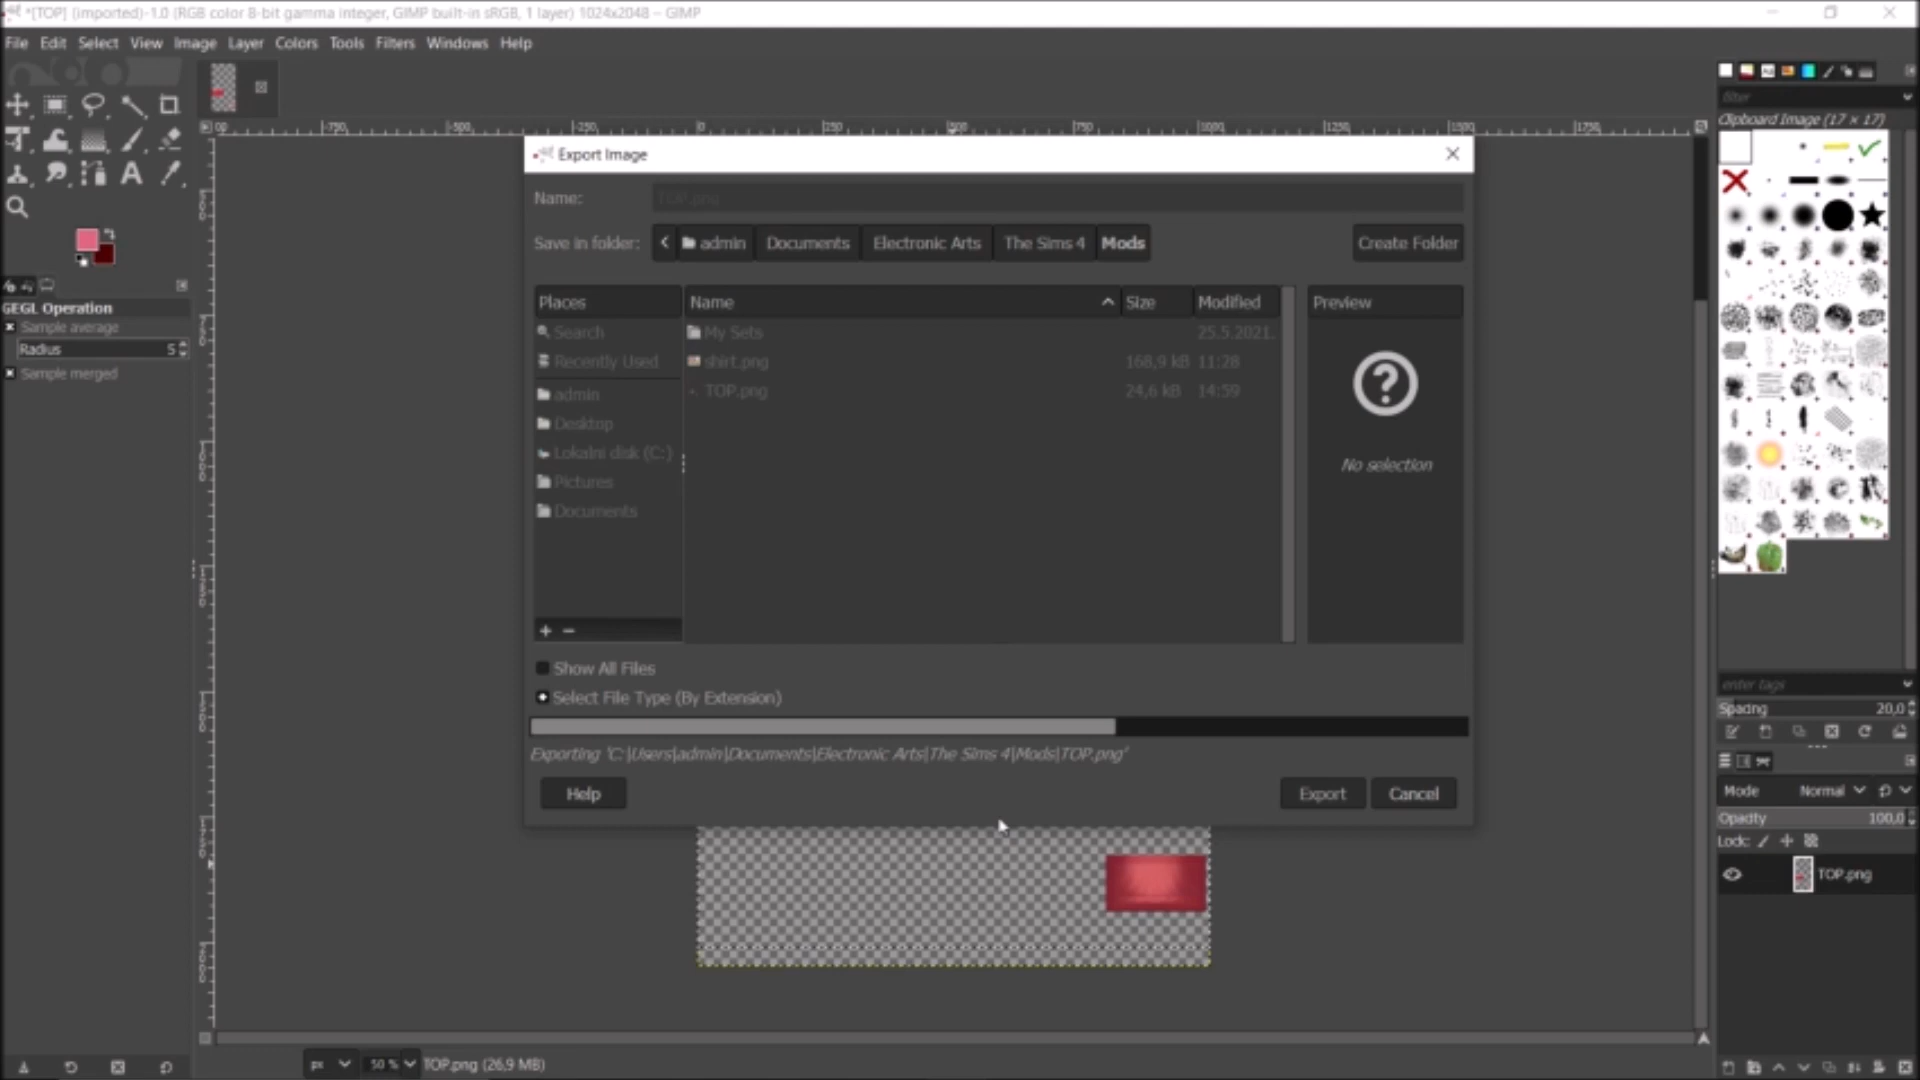 *[TOP] (imported)-1.0 (RGB color 8-bit gamma integer, GIMP built-in sRGB, 1 layer) 1024x2048 – GIMP
File Edit Select View Image Layer Colors Tools Filters Windows Help
filter
Clipboard Image (17 × 17)
Export Image
Name: TOP.png
Save in folder: admin Documents Electronic Arts The Sims 4 Mods Create Folder
Places Name Size Modified Preview
Search My Sets 25.5.2021.
Recently Used shirt.png 168,9 kB 11:28
admin TOP.png 24,6 kB 14:59
Desktop
Lokalni disk (C:)
Pictures
Documents
No selection
Show All Files
Select File Type (By Extension)
Exporting 'C:\Users\admin\Documents\Electronic Arts\The Sims 4\Mods\TOP.png'
Help Export Cancel
GEGL Operation
Sample average
Radius 5
Sample merged
enter tags
Spacing 20,0
Mode Normal
Opacity 100,0
Lock:
TOP.png
px 50 % TOP.png (26,9 MB)